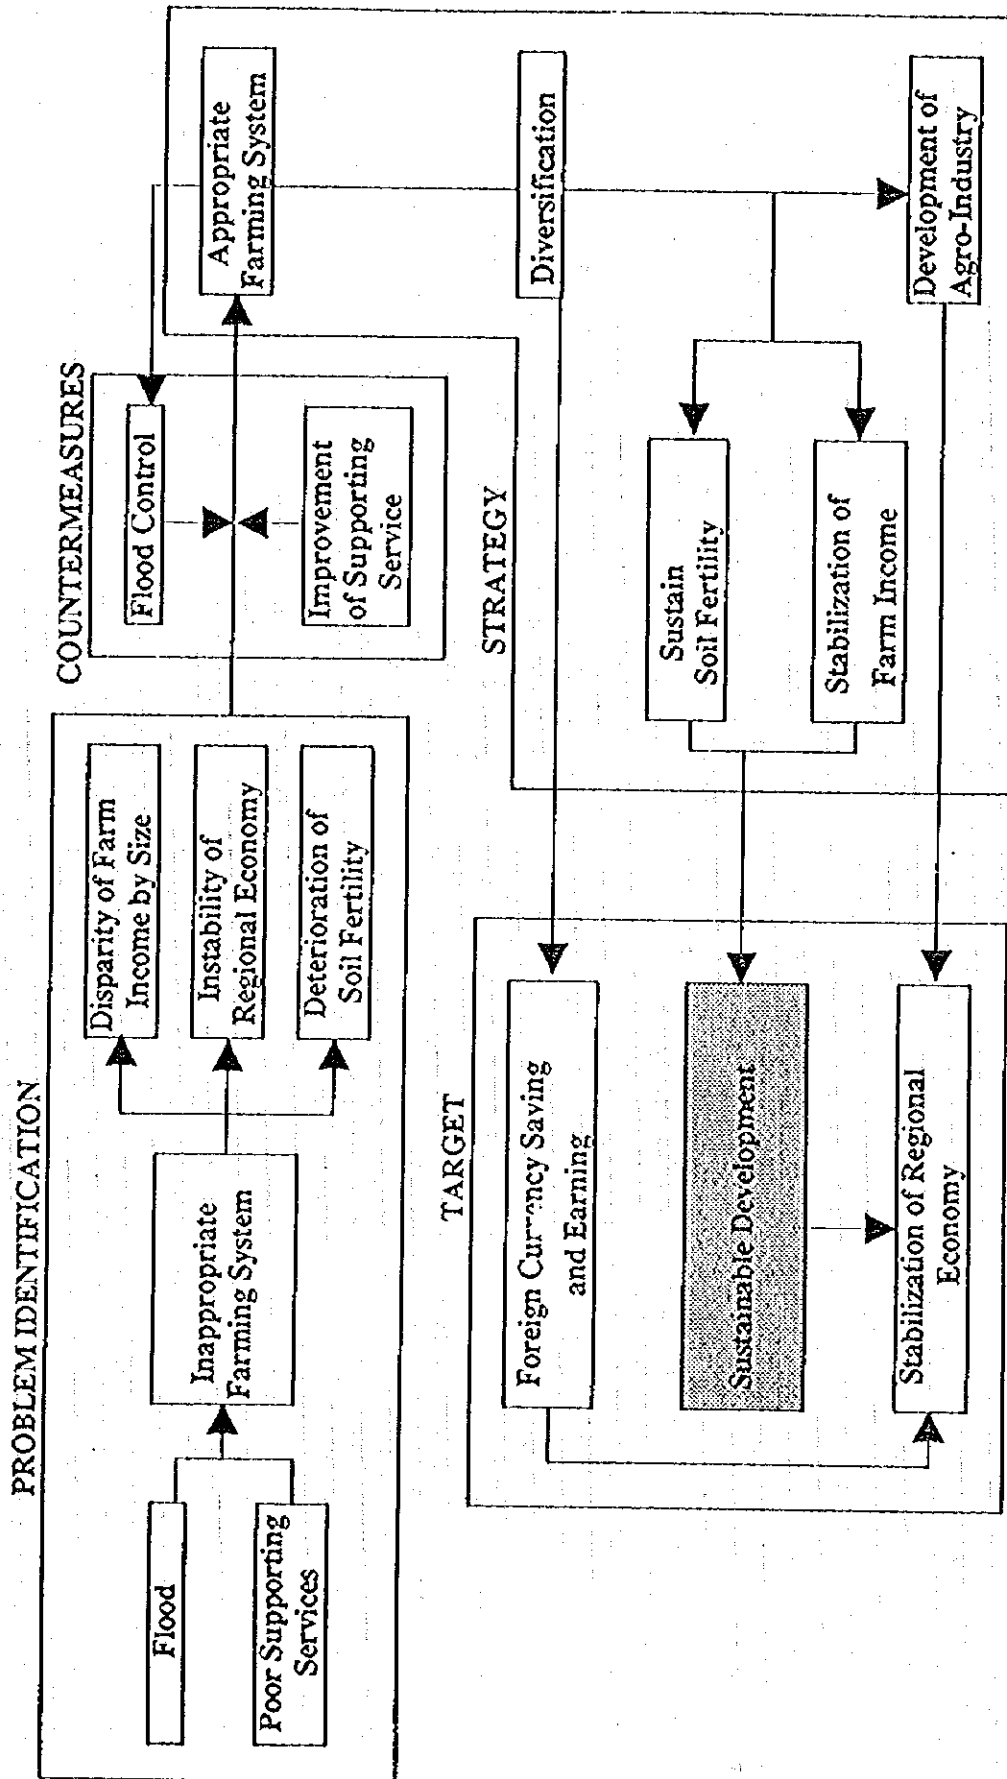 PROBLEM IDENTIFICATION
Flood
Poor Supporting
Services
Inappropriate
Farming System
Disparity of Farm
Income by Size
Instability of
Regional Economy
Deterioration of
Soil Fertility
COUNTERMEASURES
Flood Control
Improvement
of Supporting
Service
STRATEGY
Appropriate
Farming System
Diversification
Sustain
Soil Fertility
Stabilization of
Farm Income
Development of
Agro-Industry
TARGET
Foreign Currency Saving
and Earning
Sustainable Development
Stabilization of Regional
Economy